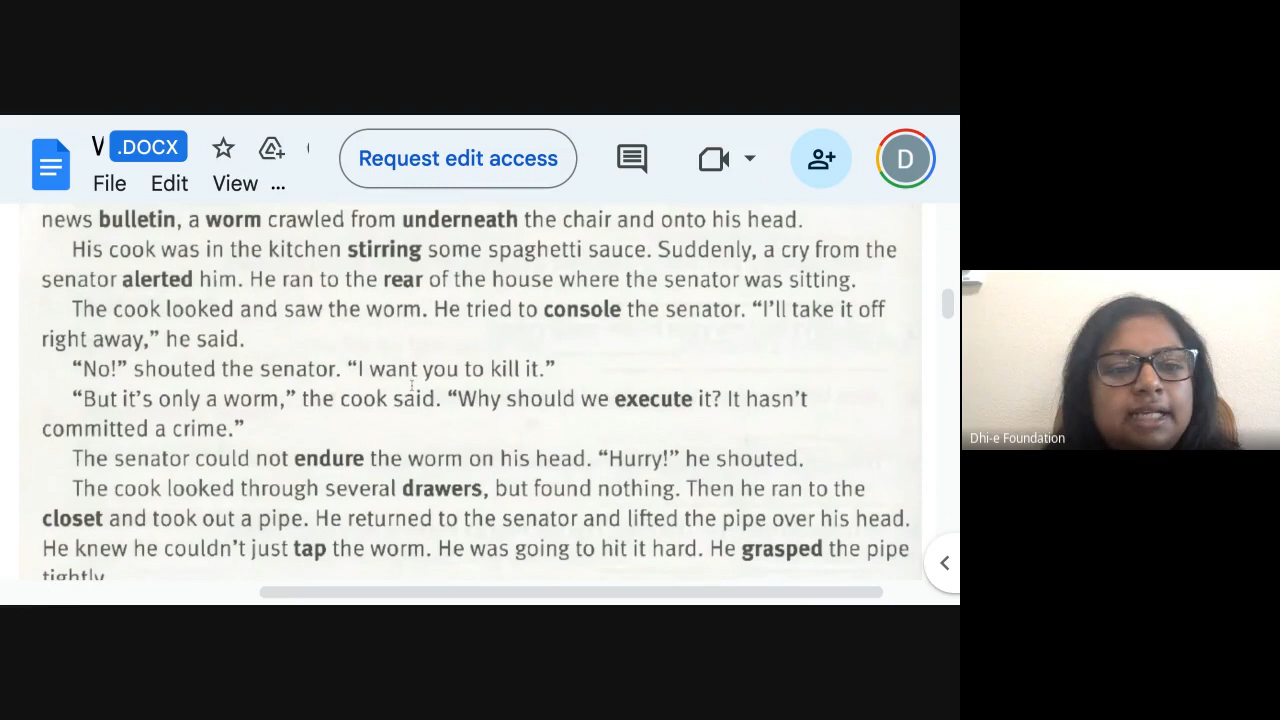 V .DOCX
Request edit access
D
File Edit View ...
news bulletin, a worm crawled from underneath the chair and onto his head.
His cook was in the kitchen stirring some spaghetti sauce. Suddenly, a cry from the
senator alerted him. He ran to the rear of the house where the senator was sitting.
The cook looked and saw the worm. He tried to console the senator. “I’ll take it off
right away,” he said.
“No!” shouted the senator. “I want you to kill it.”
“But it’s only a worm,” the cook said. “Why should we execute it? It hasn’t
committed a crime.”
The senator could not endure the worm on his head. “Hurry!” he shouted.
The cook looked through several drawers, but found nothing. Then he ran to the
closet and took out a pipe. He returned to the senator and lifted the pipe over his head.
He knew he couldn’t just tap the worm. He was going to hit it hard. He grasped the pipe
tightly
Dhi-e Foundation